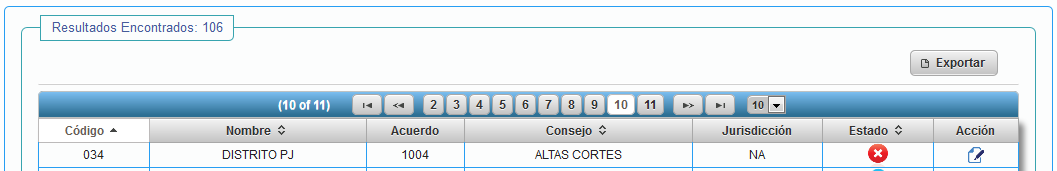 Resultados Encontrados: 106
Exportar
(10 of 11) 2 3 4 5 6 7 8 9 10 11 10
Código Nombre Acuerdo Consejo Jurisdicción Estado Acción
034 DISTRITO PJ 1004 ALTAS CORTES NA